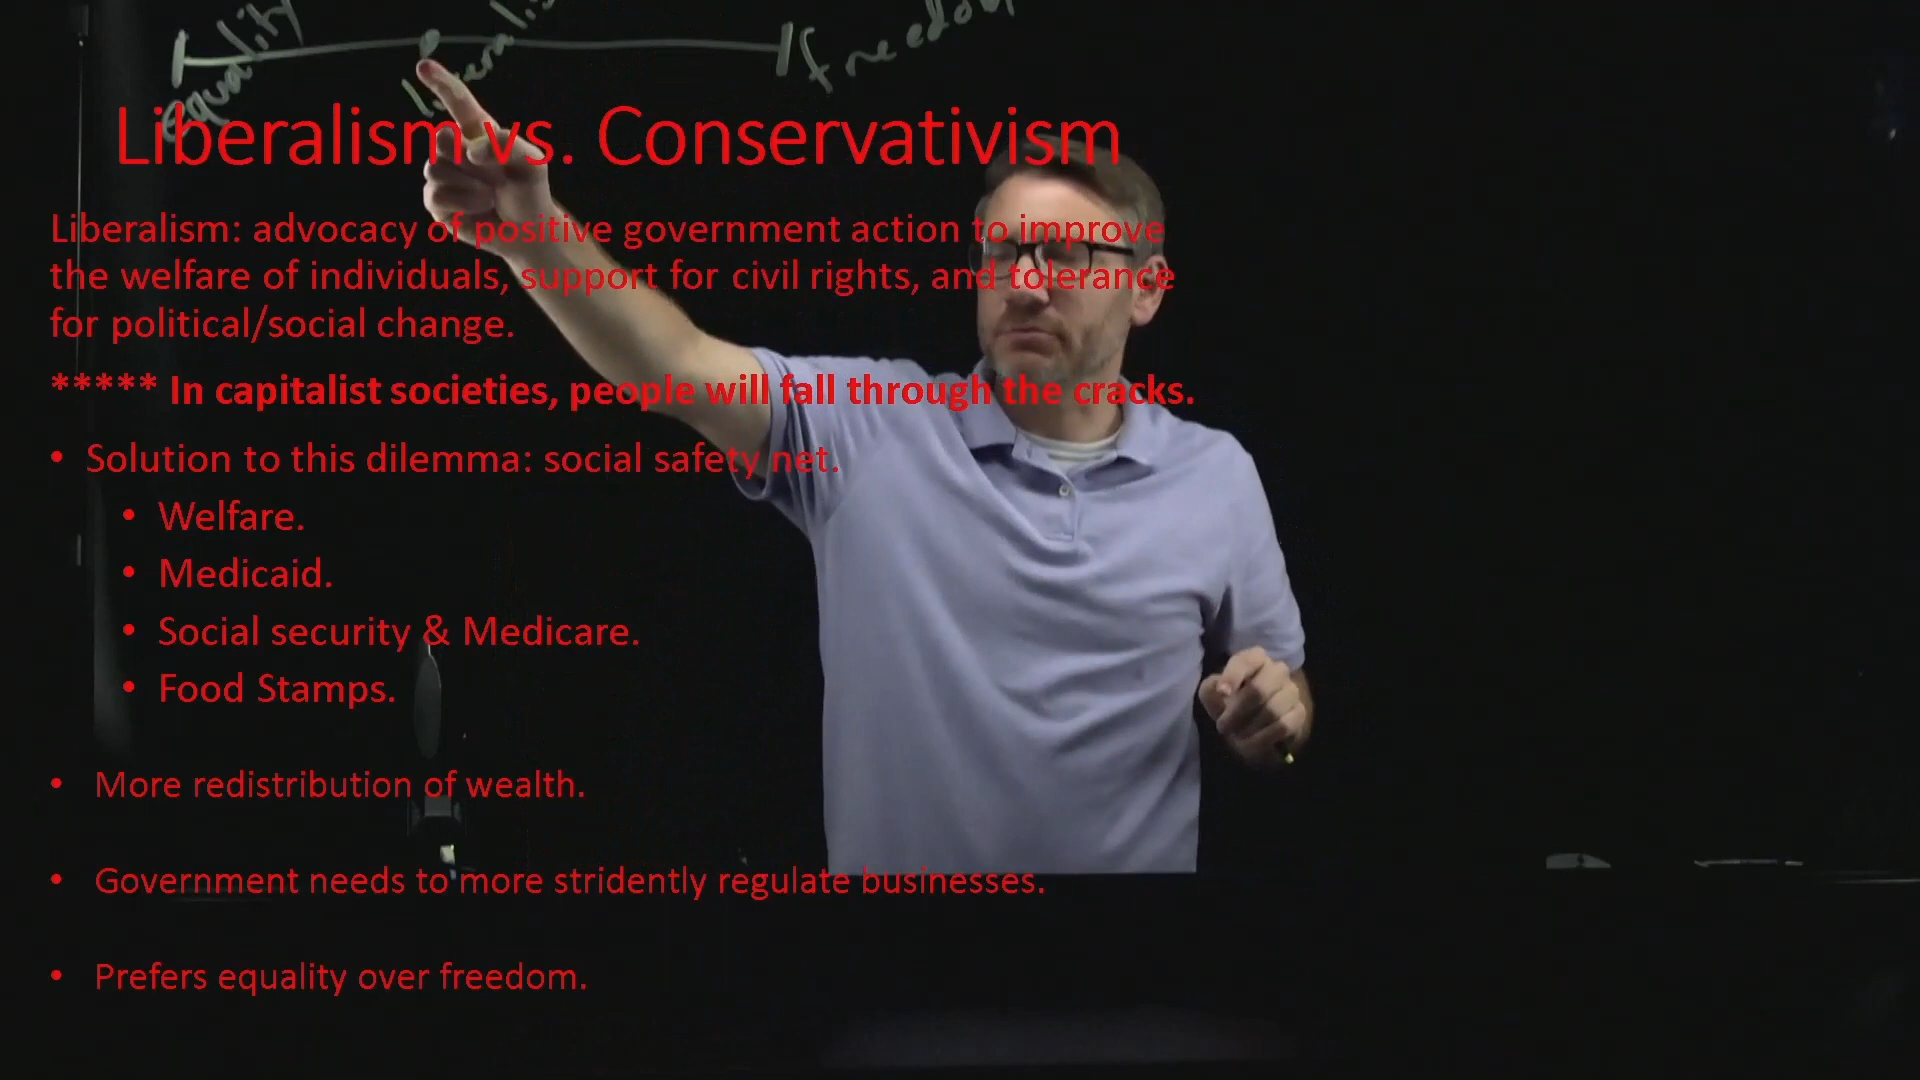 equality
freedom
Liberalism vs. Conservativism
Liberalism: advocacy of positive government action to improve
the welfare of individuals, support for civil rights, and tolerance
for political/social change.
***** In capitalist societies, people will fall through the cracks.
• Solution to this dilemma: social safety net.
• Welfare.
• Medicaid.
• Social security & Medicare.
• Food Stamps.
• More redistribution of wealth.
• Government needs to more stridently regulate businesses.
• Prefers equality over freedom.